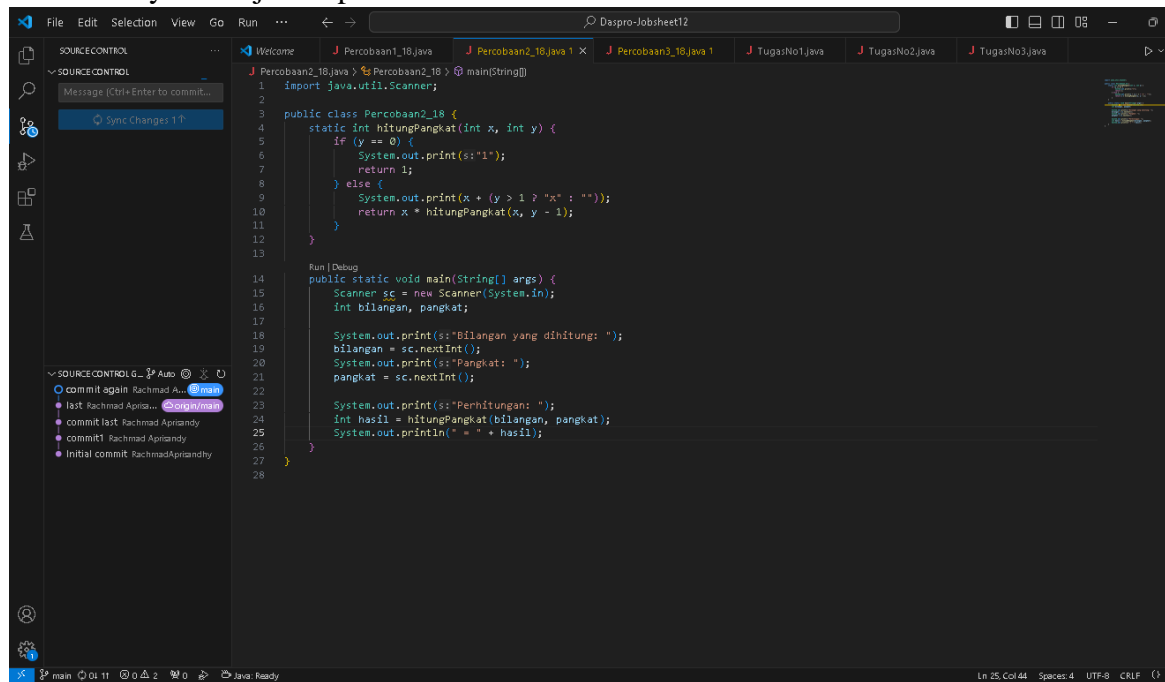 File Edit Selection View Go Run ··· Daspro-Jobsheet12
SOURCE CONTROL ···
SOURCE CONTROL
Message (Ctrl+Enter to commit...
Sync Changes 1↑
Welcome
Percobaan1_18.java
Percobaan2_18.java 1
Percobaan3_18.java 1
TugasNo1.java
TugasNo2.java
TugasNo3.java
Percobaan2_18.java > Percobaan2_18 > main(String[])
1 import java.util.Scanner;
2
3 public class Percobaan2_18 {
4 static int hitungPangkat(int x, int y) {
5 if (y == 0) {
6 System.out.print(s:"1");
7 return 1;
8 } else {
9 System.out.print(x + (y > 1 ? "x" : ""));
10 return x * hitungPangkat(x, y - 1);
11 }
12 }
13
Run | Debug
14 public static void main(String[] args) {
15 Scanner sc = new Scanner(System.in);
16 int bilangan, pangkat;
17
18 System.out.print(s:"Bilangan yang dihitung: ");
19 bilangan = sc.nextInt();
20 System.out.print(s:"Pangkat: ");
21 pangkat = sc.nextInt();
22
23 System.out.print(s:"Perhitungan: ");
24 int hasil = hitungPangkat(bilangan, pangkat);
25 System.out.println(" = " + hasil);
26 }
27 }
28
SOURCE CONTROL G... Auto
commit again Rachmad A... main
last Rachmad Aprisa... origin/main
commit last Rachmad Aprisandy
commit1 Rachmad Aprisandy
Initial commit RachmadAprisandhy
main 0↓ 1↑ 0 2 0 Java: Ready
Ln 25, Col 44 Spaces: 4 UTF-8 CRLF {}